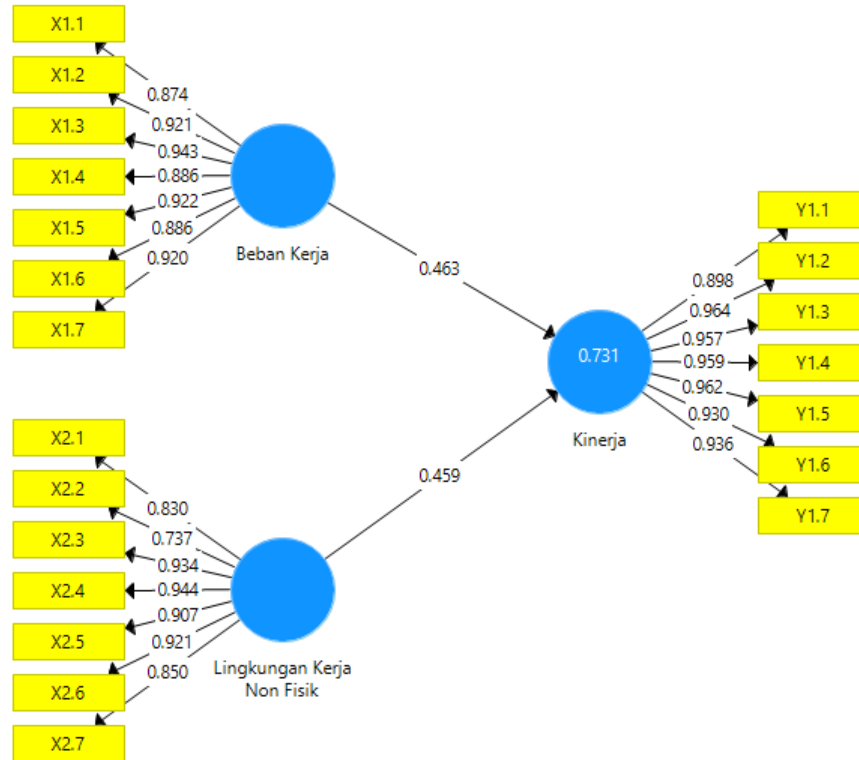 X1.1
X1.2
X1.3
X1.4
X1.5
X1.6
X1.7
0.874
0.921
0.943
0.886
0.922
0.886
0.920
Beban Kerja
0.463
X2.1
X2.2
X2.3
X2.4
X2.5
X2.6
X2.7
0.830
0.737
0.934
0.944
0.907
0.921
0.850
Lingkungan Kerja
Non Fisik
0.459
0.731
Kinerja
0.898
0.964
0.957
0.959
0.962
0.930
0.936
Y1.1
Y1.2
Y1.3
Y1.4
Y1.5
Y1.6
Y1.7